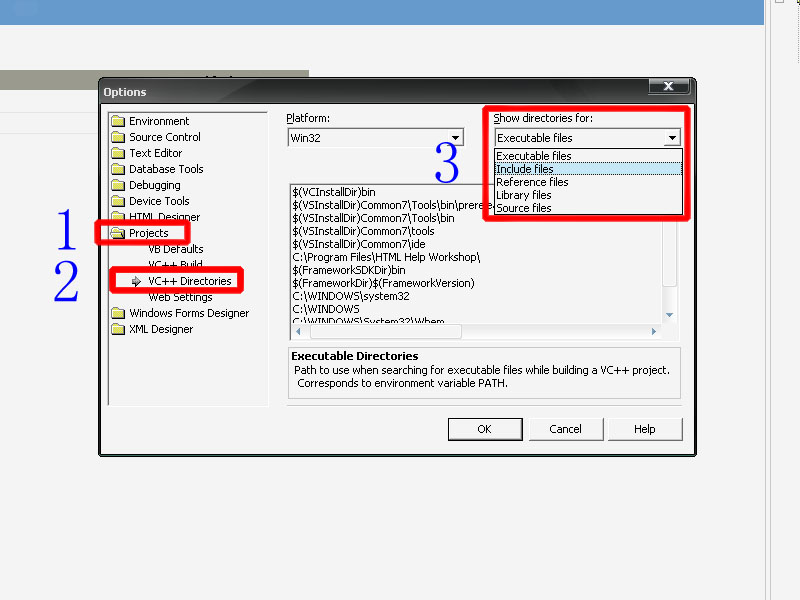 Options
Environment
Source Control
Text Editor
Database Tools
Debugging
Device Tools
HTML Designer
1
Projects
VB Defaults
VC++ Build
2
VC++ Directories
Web Settings
Windows Forms Designer
XML Designer
Platform:
Win32
3
Show directories for:
Executable files
Executable files
Include files
Reference files
Library files
Source files
$(VCInstallDir)bin
$(VSInstallDir)Common7\Tools\bin\prerele
$(VSInstallDir)Common7\Tools\bin
$(VSInstallDir)Common7\tools
$(VSInstallDir)Common7\ide
C:\Program Files\HTML Help Workshop\
$(FrameworkSDKDir)bin
$(FrameworkDir)$(FrameworkVersion)
C:\WINDOWS\system32
C:\WINDOWS
C:\WINDOWS\System32\Wbem
Executable Directories
Path to use when searching for executable files while building a VC++ project.
Corresponds to environment variable PATH.
OK
Cancel
Help